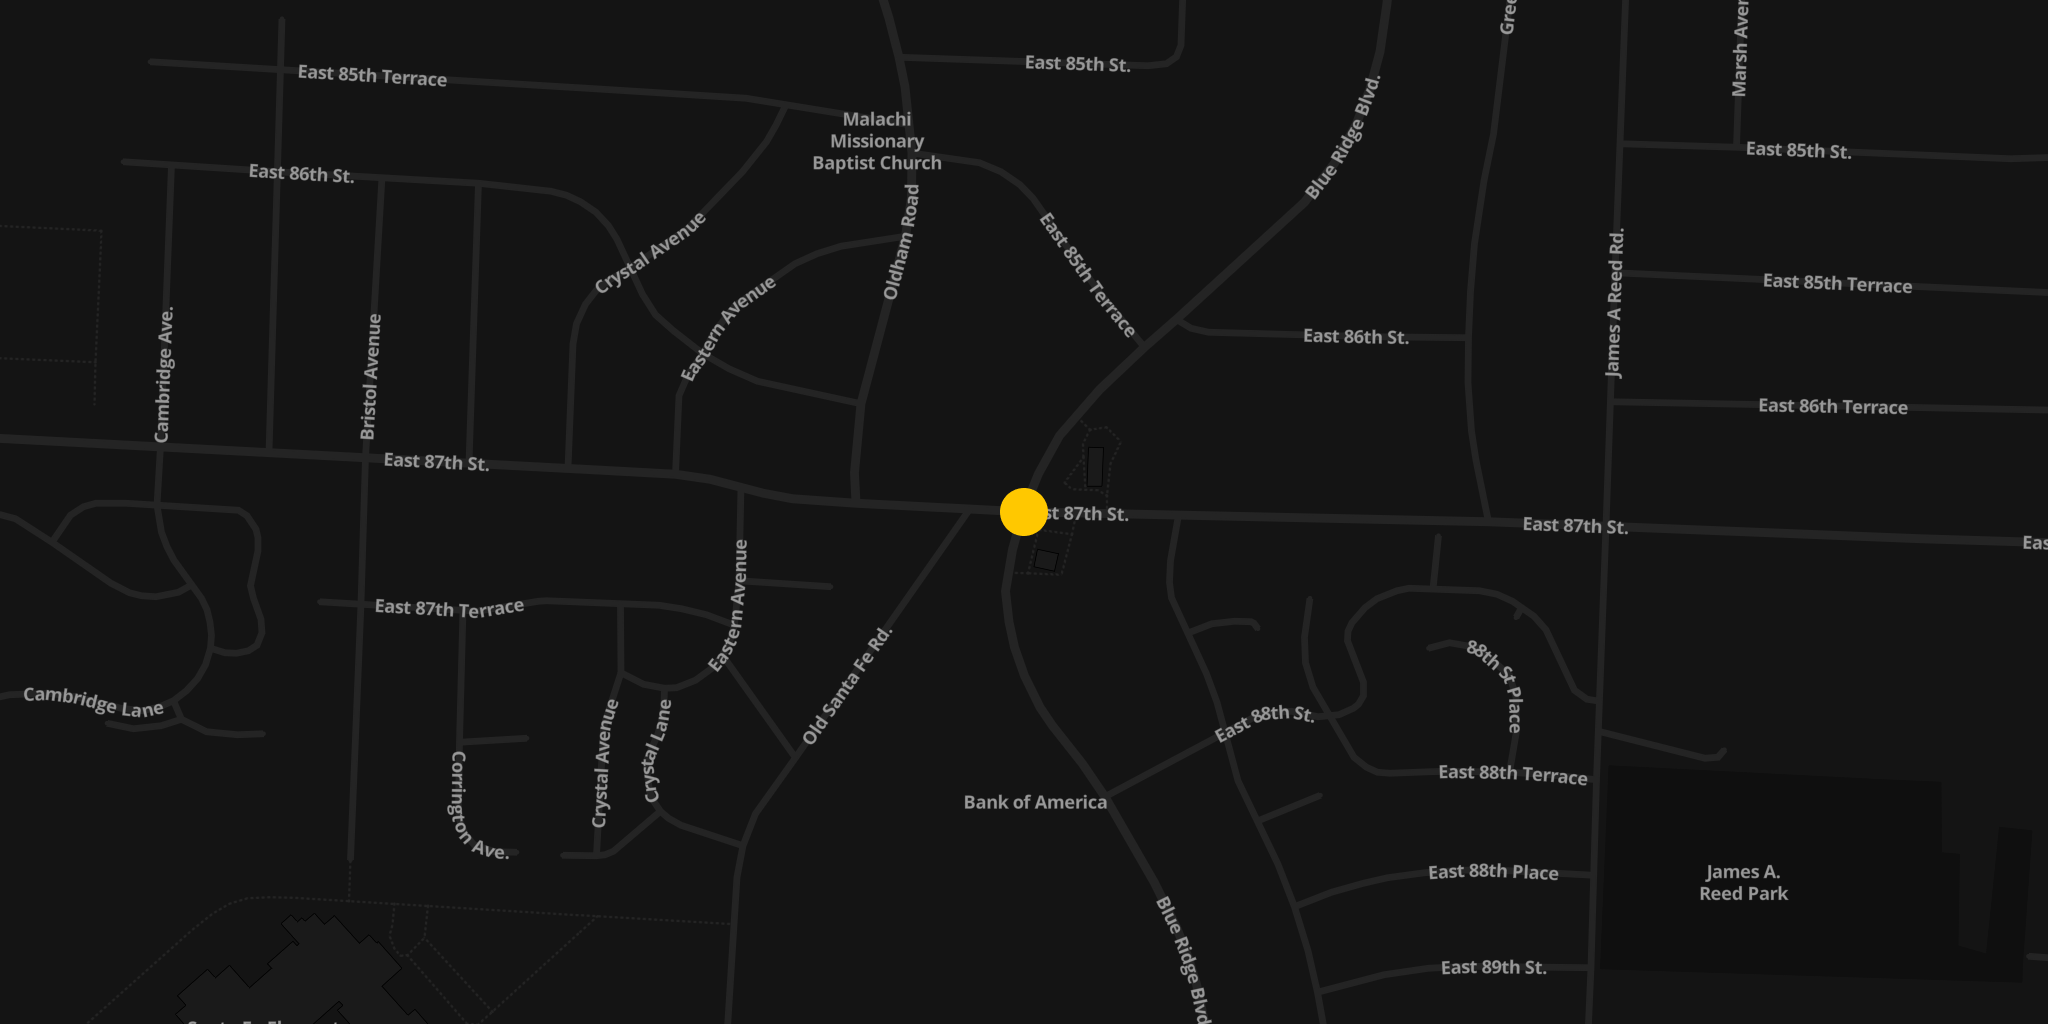 Gree
Marsh Aven
East 85th St.
East 85th Terrace
Blue Ridge Blvd.
Malachi
Missionary
Baptist Church
East 85th St.
East 86th St.
Oldham Road
Crystal Avenue
East 85th Terrace
James A Reed Rd.
East 85th Terrace
Eastern Avenue
Cambridge Ave.
Bristol Avenue
East 86th St.
East 86th Terrace
East 87th St.
st 87th St.
East 87th St.
Eas
East 87th Terrace
Eastern Avenue
Old Santa Fe Rd.
88th St Place
Cambridge Lane
East 88th St.
Crystal Avenue
Crystal Lane
Corrington Ave.
East 88th Terrace
Bank of America
East 88th Place
James A.
Reed Park
Blue Ridge Blvd
East 89th St.